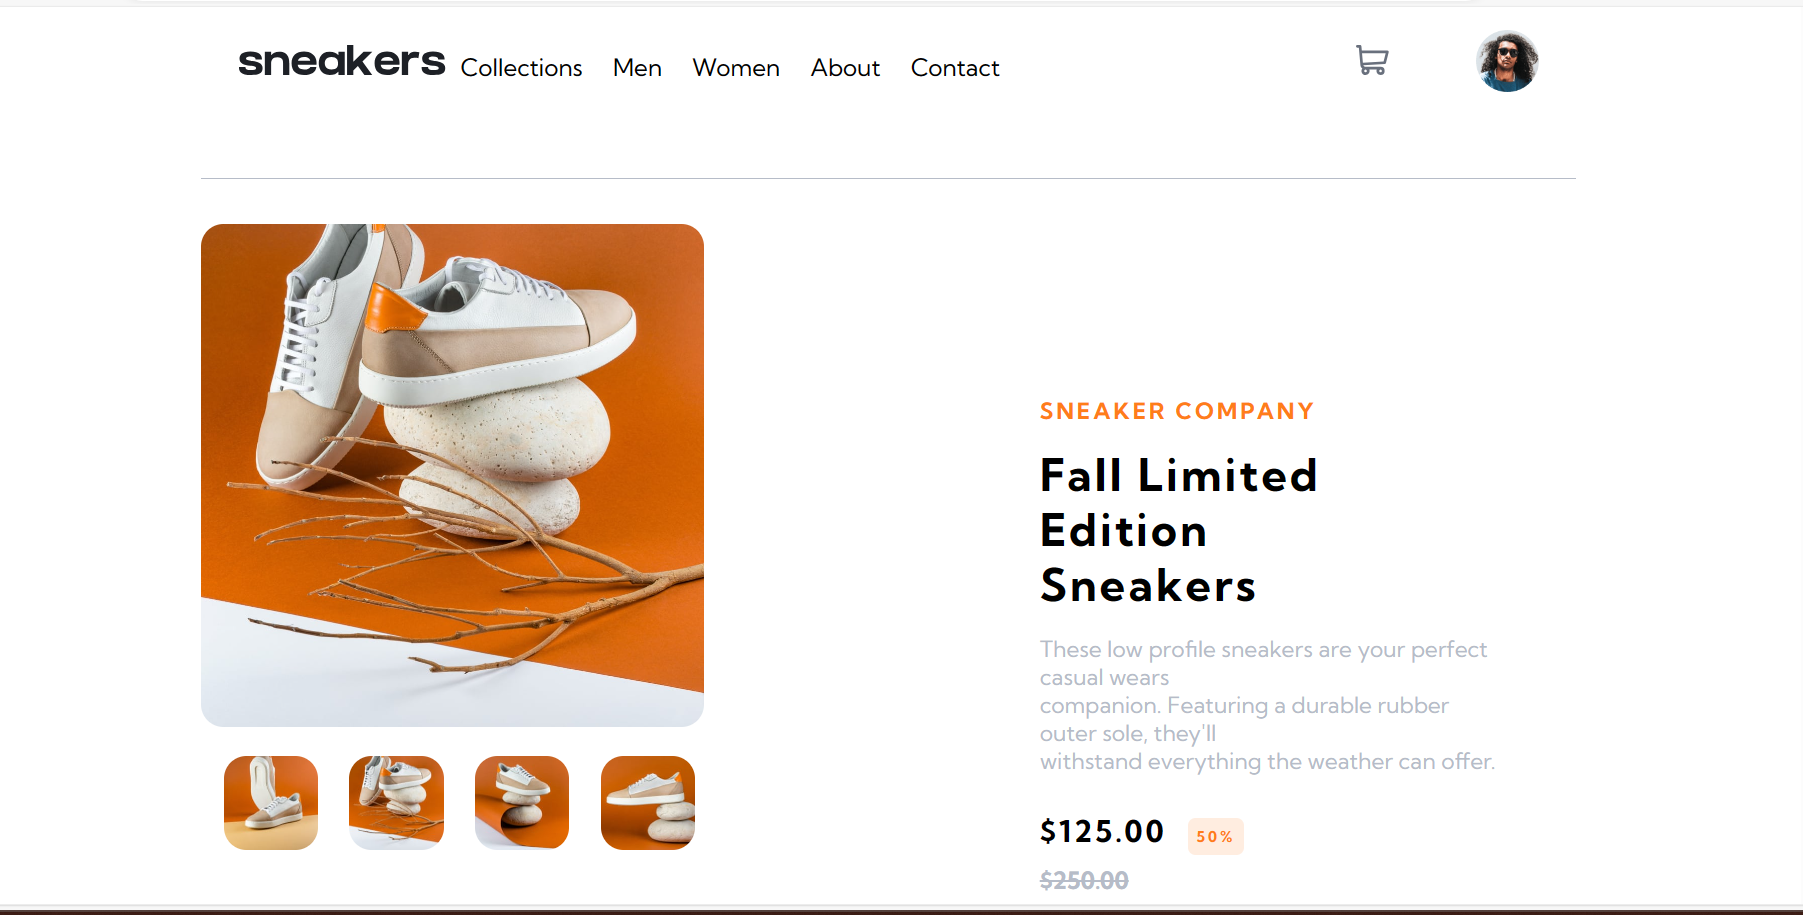 sneakers Collections Men Women About Contact
SNEAKER COMPANY
Fall Limited
Edition
Sneakers
These low profile sneakers are your perfect
casual wears
companion. Featuring a durable rubber
outer sole, they'll
withstand everything the weather can offer.
$125.00 50%
$250.00